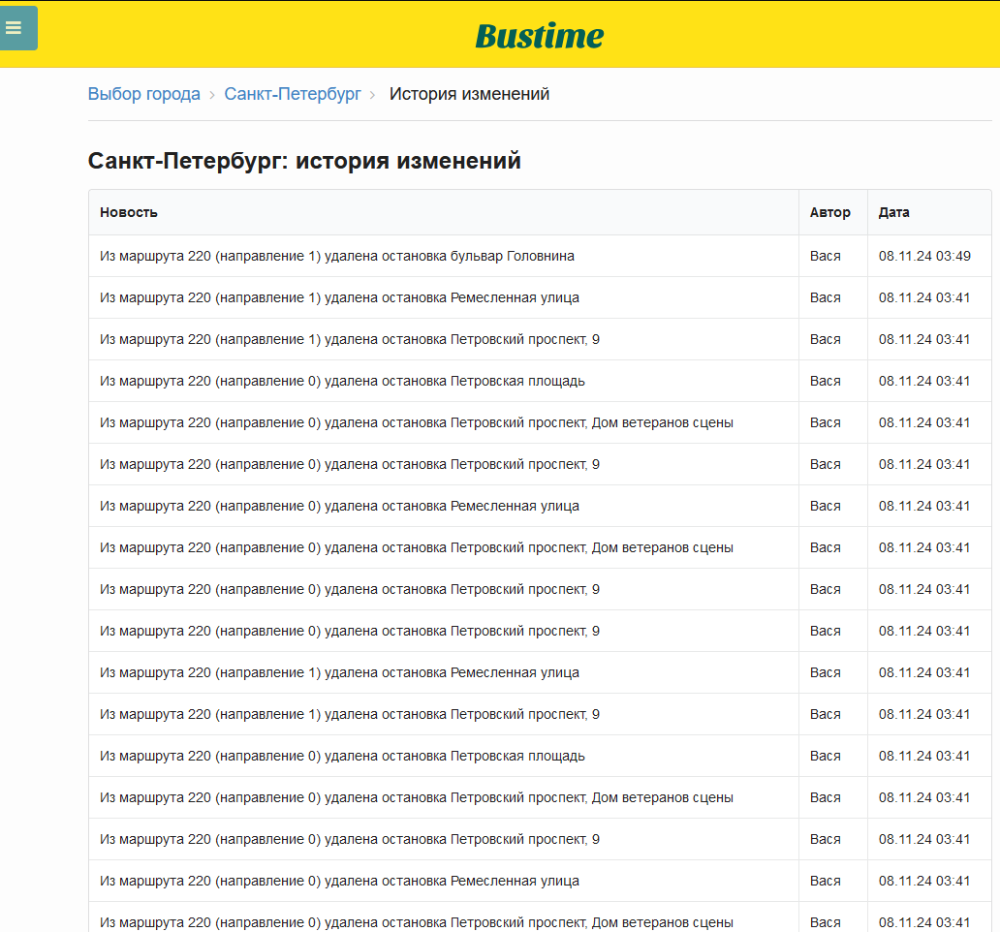 Bustime
Выбор города › Санкт-Петербург › История изменений
Санкт-Петербург: история изменений
Новость Автор Дата
Из маршрута 220 (направление 1) удалена остановка бульвар Головнина Вася 08.11.24 03:49
Из маршрута 220 (направление 1) удалена остановка Ремесленная улица Вася 08.11.24 03:41
Из маршрута 220 (направление 1) удалена остановка Петровский проспект, 9 Вася 08.11.24 03:41
Из маршрута 220 (направление 0) удалена остановка Петровская площадь Вася 08.11.24 03:41
Из маршрута 220 (направление 0) удалена остановка Петровский проспект, Дом ветеранов сцены Вася 08.11.24 03:41
Из маршрута 220 (направление 0) удалена остановка Петровский проспект, 9 Вася 08.11.24 03:41
Из маршрута 220 (направление 0) удалена остановка Ремесленная улица Вася 08.11.24 03:41
Из маршрута 220 (направление 0) удалена остановка Петровский проспект, Дом ветеранов сцены Вася 08.11.24 03:41
Из маршрута 220 (направление 0) удалена остановка Петровский проспект, 9 Вася 08.11.24 03:41
Из маршрута 220 (направление 0) удалена остановка Петровский проспект, 9 Вася 08.11.24 03:41
Из маршрута 220 (направление 1) удалена остановка Ремесленная улица Вася 08.11.24 03:41
Из маршрута 220 (направление 1) удалена остановка Петровский проспект, 9 Вася 08.11.24 03:41
Из маршрута 220 (направление 0) удалена остановка Петровская площадь Вася 08.11.24 03:41
Из маршрута 220 (направление 0) удалена остановка Петровский проспект, Дом ветеранов сцены Вася 08.11.24 03:41
Из маршрута 220 (направление 0) удалена остановка Петровский проспект, 9 Вася 08.11.24 03:41
Из маршрута 220 (направление 0) удалена остановка Ремесленная улица Вася 08.11.24 03:41
Из маршрута 220 (направление 0) удалена остановка Петровский проспект, Дом ветеранов сцены Вася 08.11.24 03:41